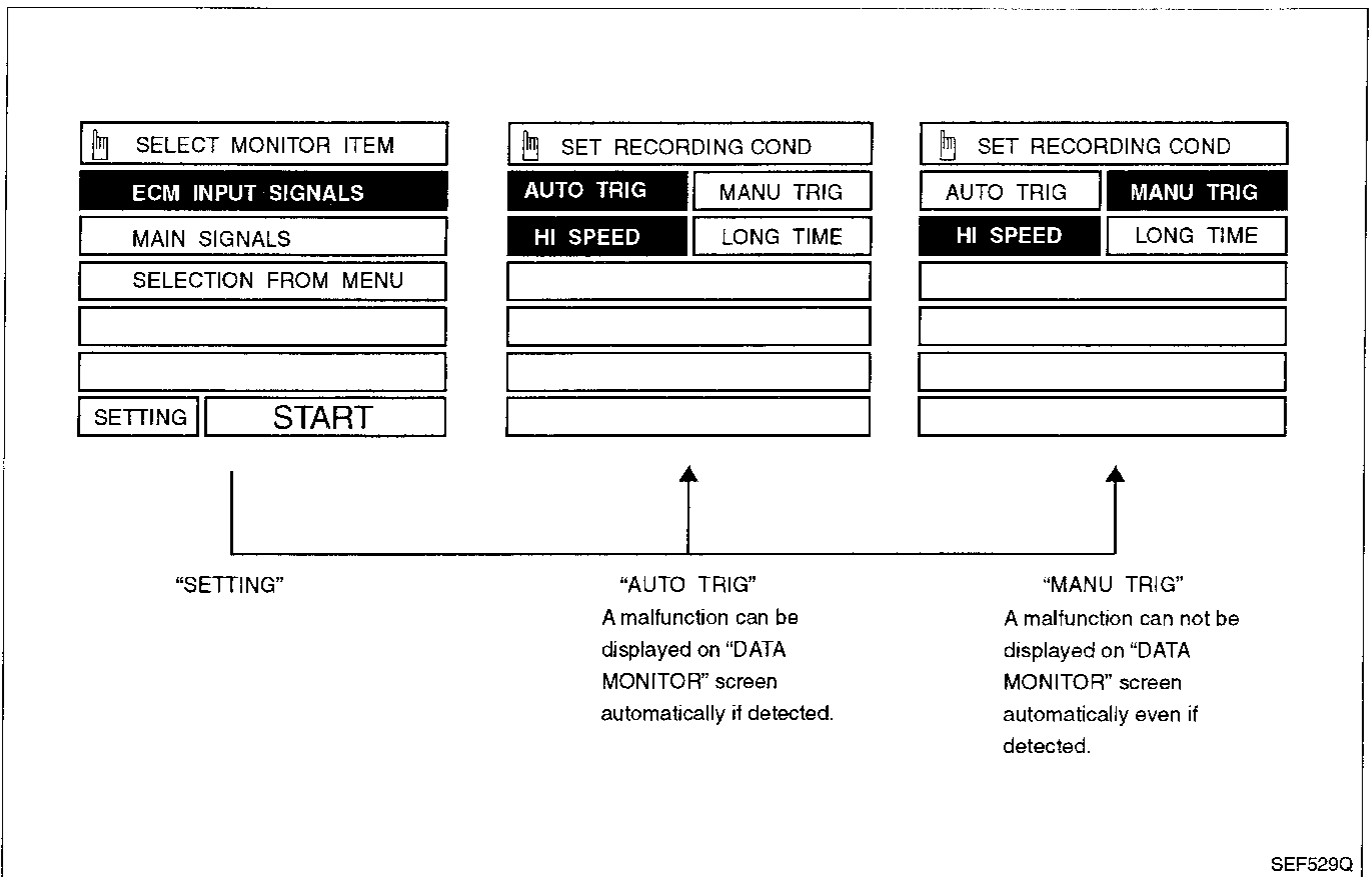 SELECT MONITOR ITEM
ECM INPUT SIGNALS
MAIN SIGNALS
SELECTION FROM MENU
SETTING
START
SET RECORDING COND
AUTO TRIG
MANU TRIG
HI SPEED
LONG TIME
SET RECORDING COND
AUTO TRIG
MANU TRIG
HI SPEED
LONG TIME
“SETTING”
“AUTO TRIG”
A malfunction can be
displayed on “DATA
MONITOR” screen
automatically if detected.
“MANU TRIG”
A malfunction can not be
displayed on “DATA
MONITOR” screen
automatically even if
detected.
SEF529Q